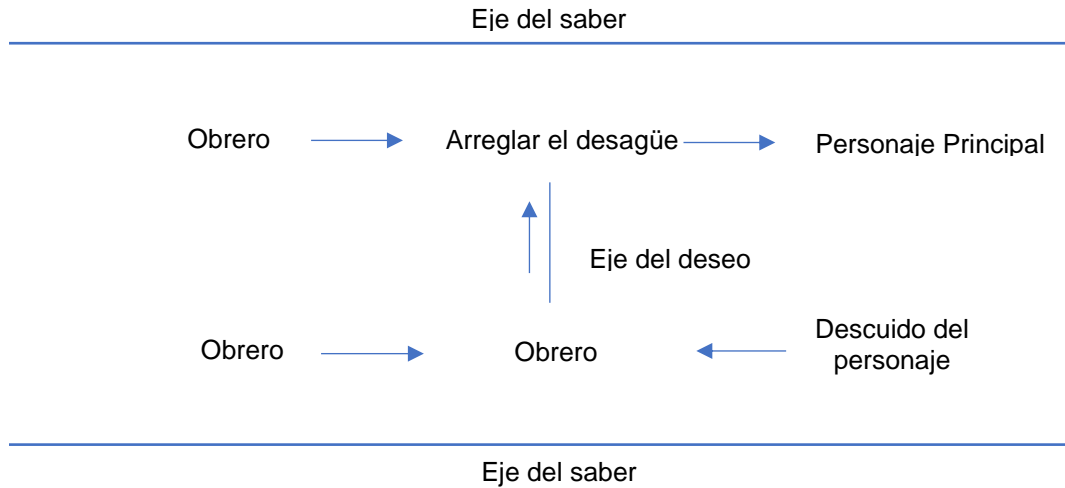 Eje del saber
Obrero
Arreglar el desagüe
Personaje Principal
Eje del deseo
Obrero
Obrero
Descuido del
personaje
Eje del saber